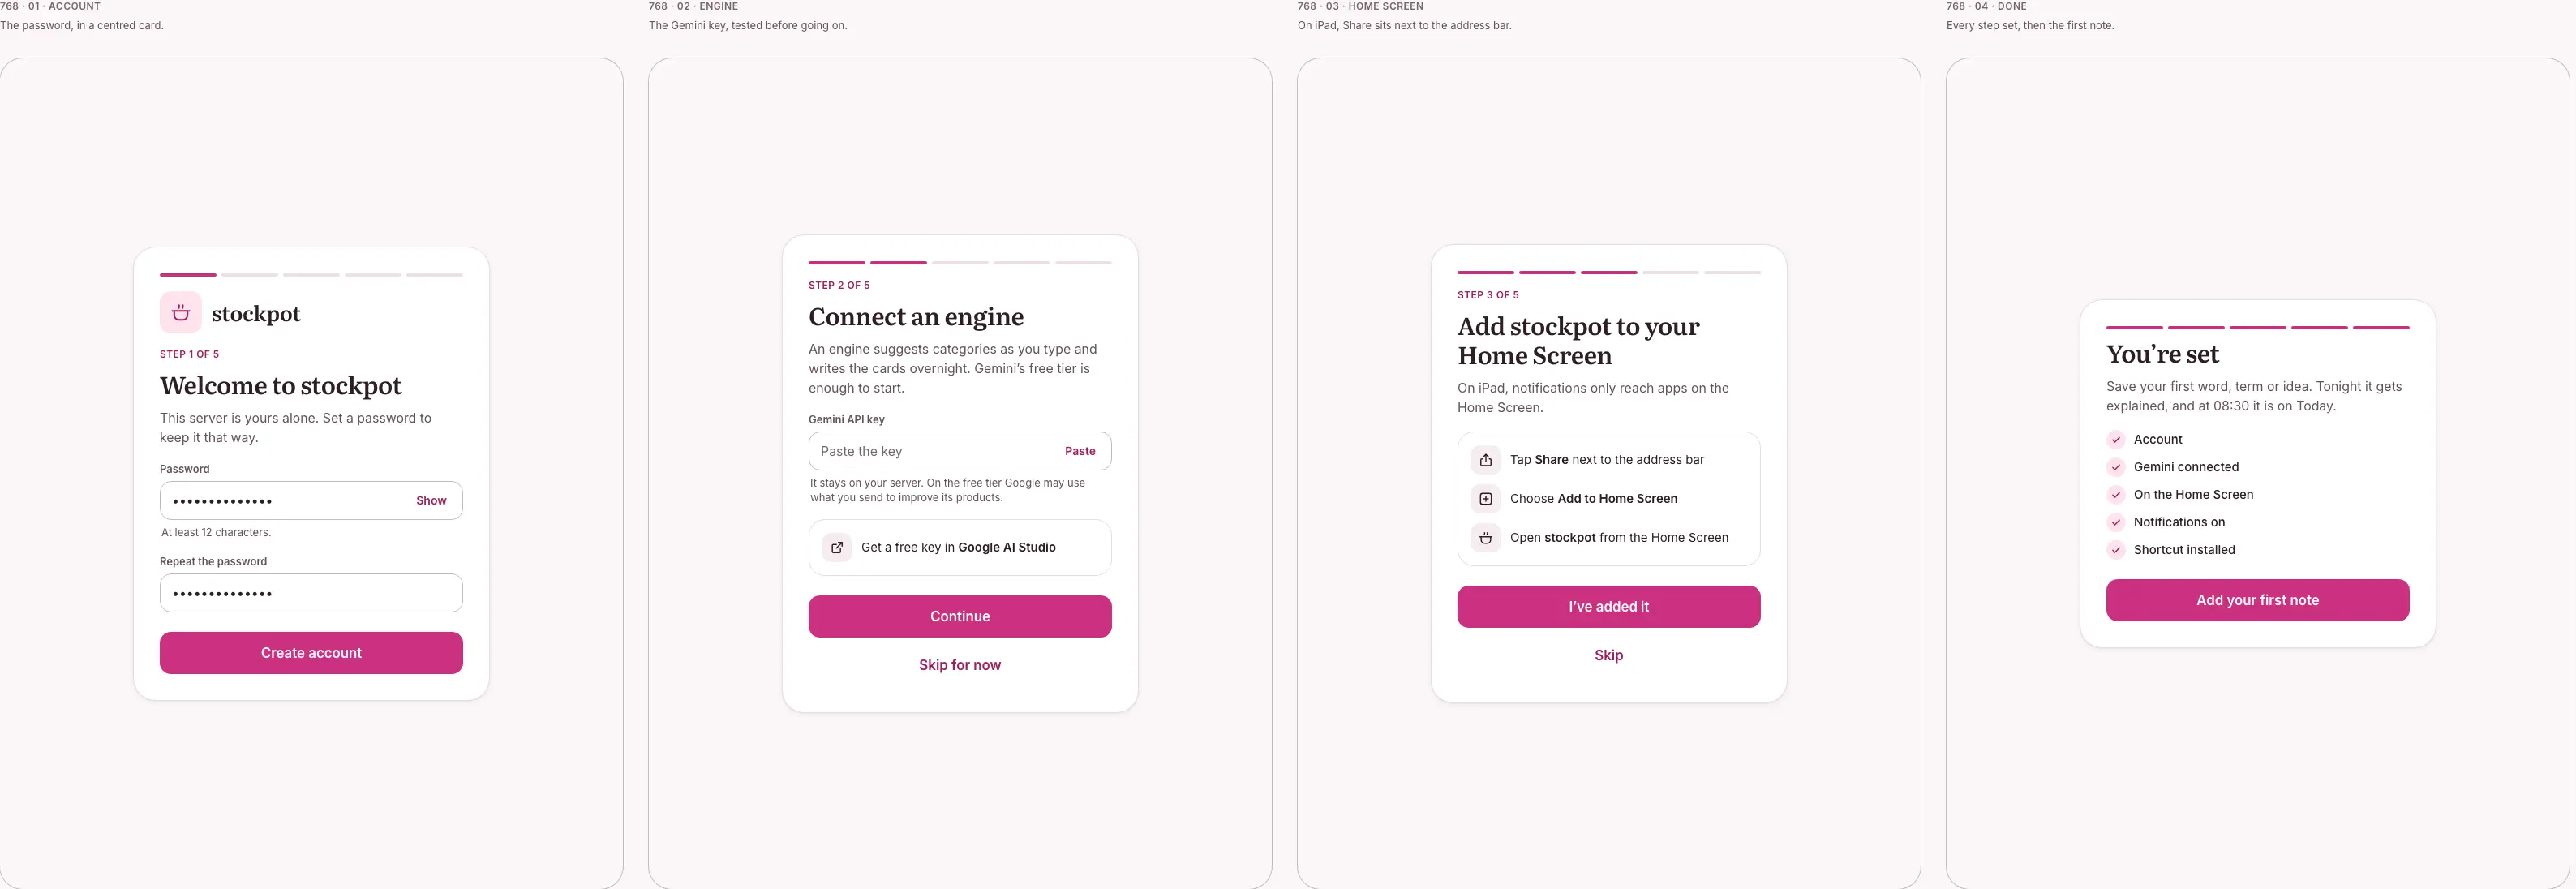 768 · 01 · ACCOUNT
The password, in a centred card.
stockpot
STEP 1 OF 5
Welcome to stockpot
This server is yours alone. Set a password to
keep it that way.
Password
•••••••••••••• Show
At least 12 characters.
Repeat the password
••••••••••••••
Create account
768 · 02 · ENGINE
The Gemini key, tested before going on.
STEP 2 OF 5
Connect an engine
An engine suggests categories as you type and
writes the cards overnight. Gemini’s free tier is
enough to start.
Gemini API key
Paste the key Paste
It stays on your server. On the free tier Google may use
what you send to improve its products.
Get a free key in Google AI Studio
Continue
Skip for now
768 · 03 · HOME SCREEN
On iPad, Share sits next to the address bar.
STEP 3 OF 5
Add stockpot to your
Home Screen
On iPad, notifications only reach apps on the
Home Screen.
Tap Share next to the address bar
Choose Add to Home Screen
Open stockpot from the Home Screen
I’ve added it
Skip
768 · 04 · DONE
Every step set, then the first note.
You’re set
Save your first word, term or idea. Tonight it gets
explained, and at 08:30 it is on Today.
Account
Gemini connected
On the Home Screen
Notifications on
Shortcut installed
Add your first note